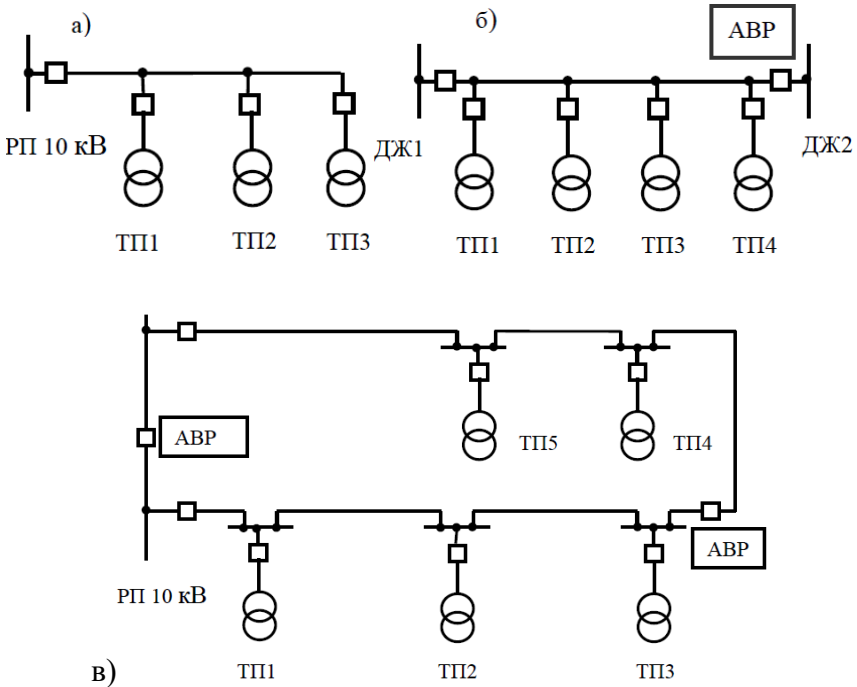 а)
б)
АВР
РП 10 кВ
ДЖ1
ДЖ2
ТП1
ТП2
ТП3
ТП1
ТП2
ТП3
ТП4
АВР
ТП5
ТП4
АВР
РП 10 кВ
в)
ТП1
ТП2
ТП3